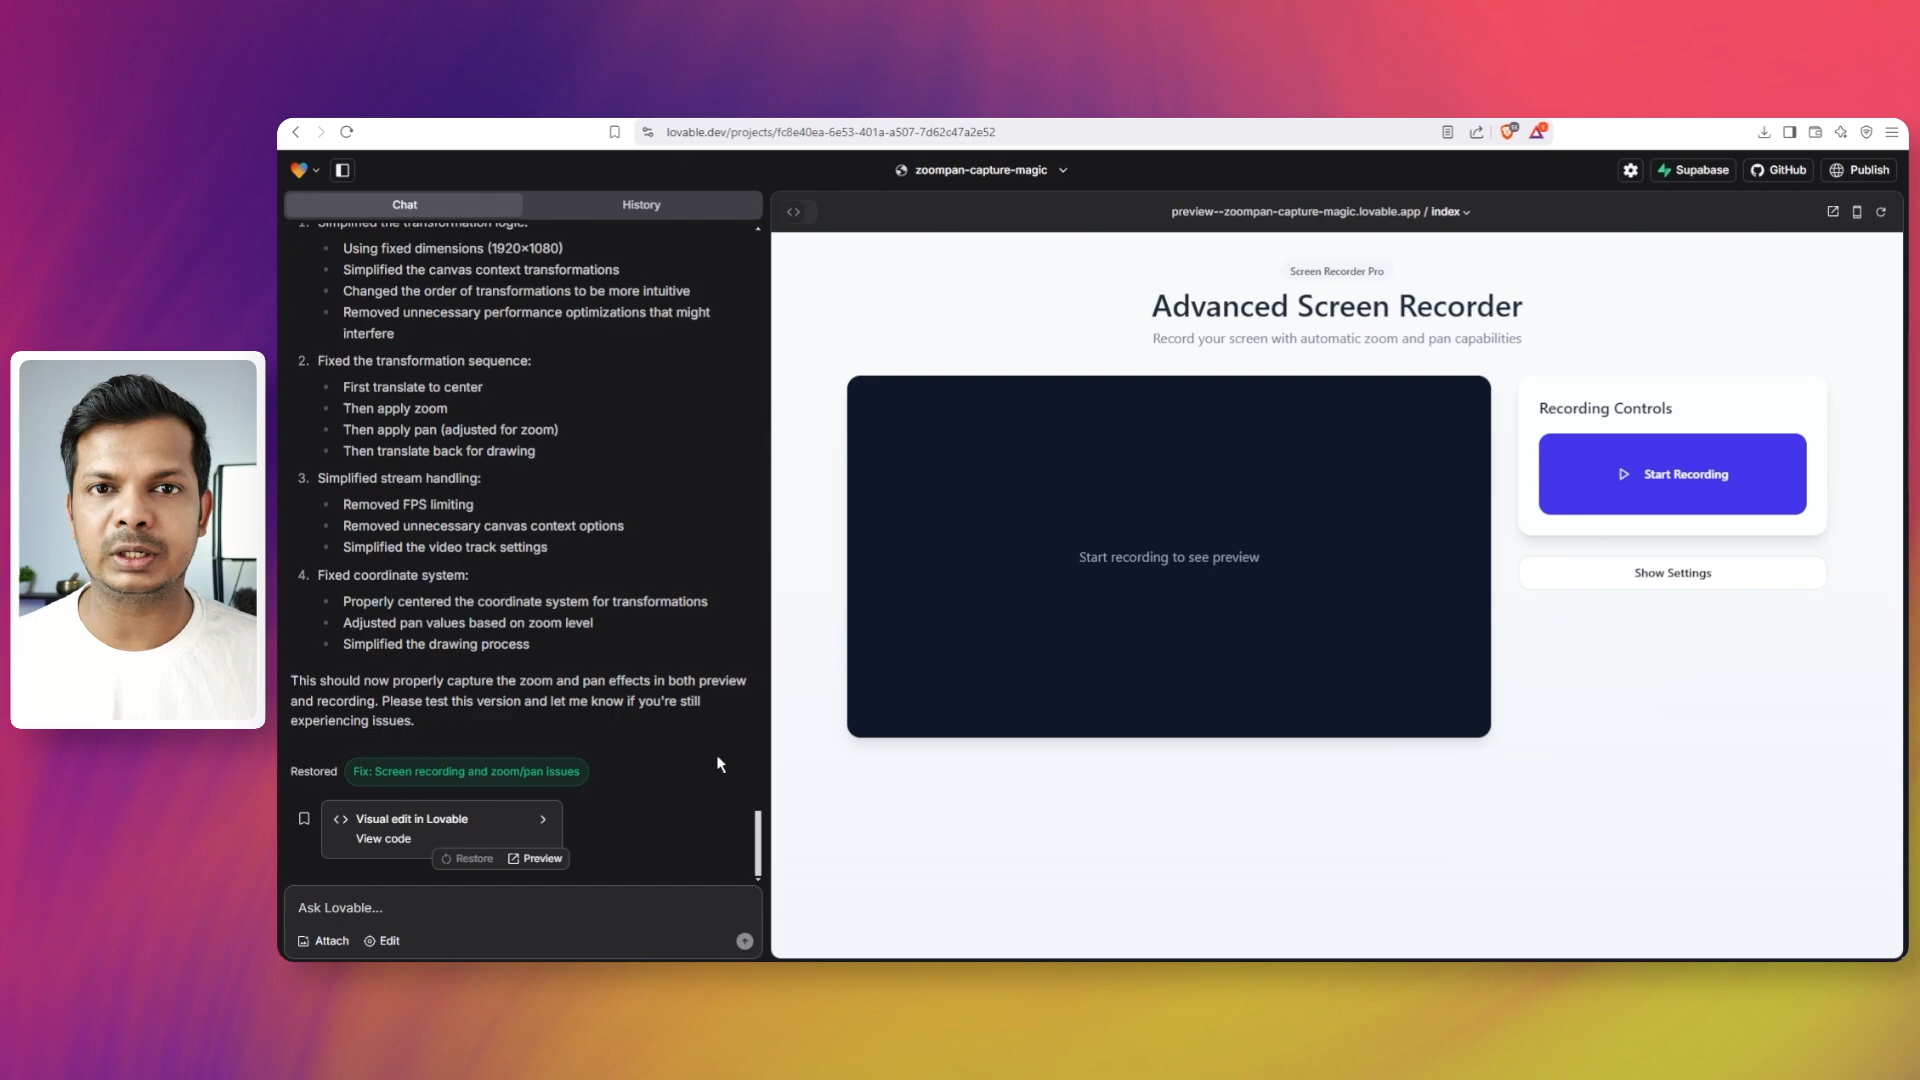 lovable.dev/projects/fc8e40ea-6e53-401a-a507-7d62c47a2e52
zoompan-capture-magic
Supabase
GitHub
Publish
Chat
History
1. Simplified the transformation logic:
Using fixed dimensions (1920×1080)
Simplified the canvas context transformations
Changed the order of transformations to be more intuitive
Removed unnecessary performance optimizations that might
interfere
2. Fixed the transformation sequence:
First translate to center
Then apply zoom
Then apply pan (adjusted for zoom)
Then translate back for drawing
3. Simplified stream handling:
Removed FPS limiting
Removed unnecessary canvas context options
Simplified the video track settings
4. Fixed coordinate system:
Properly centered the coordinate system for transformations
Adjusted pan values based on zoom level
Simplified the drawing process
This should now properly capture the zoom and pan effects in both preview
and recording. Please test this version and let me know if you're still
experiencing issues.
Restored Fix: Screen recording and zoom/pan issues
Visual edit in Lovable
View code
Restore Preview
Ask Lovable...
Attach Edit
preview--zoompan-capture-magic.lovable.app / index
Screen Recorder Pro
Advanced Screen Recorder
Record your screen with automatic zoom and pan capabilities
Start recording to see preview
Recording Controls
Start Recording
Show Settings